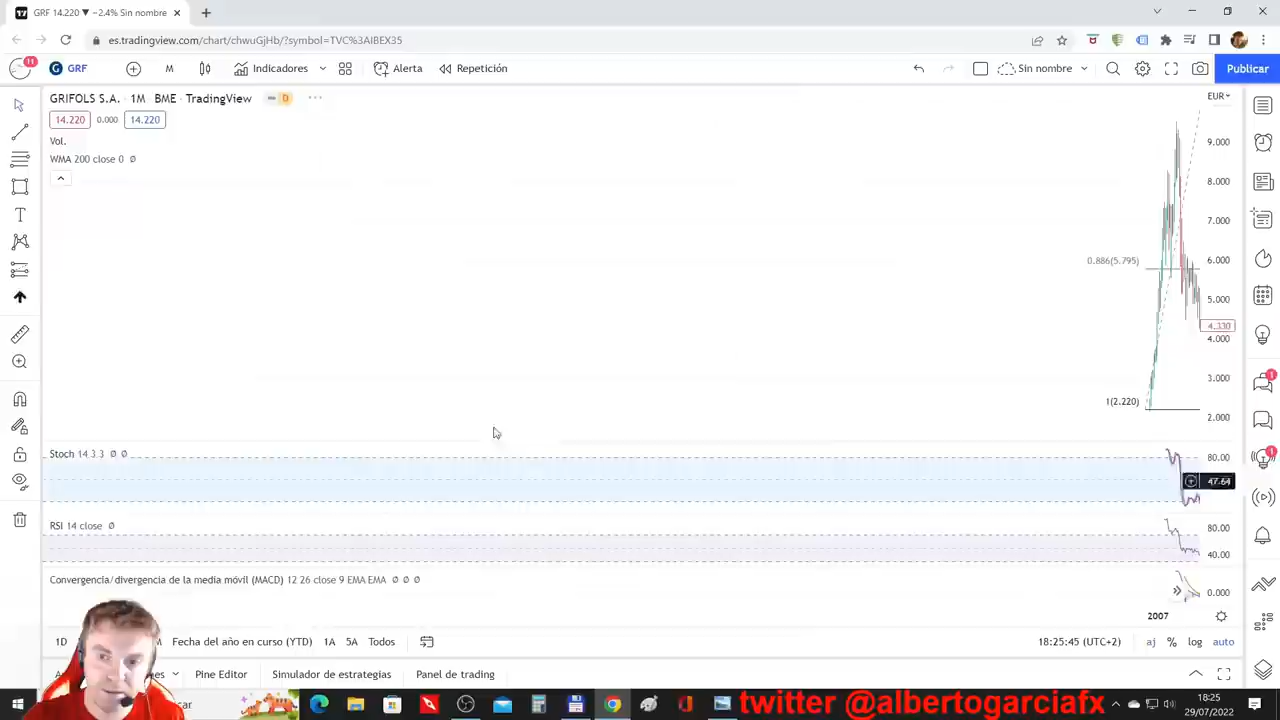 GRF 14.220 ▼ −2.4% Sin nombre
es.tradingview.com/chart/chwuGjHb/?symbol=TVC%3AIBEX35
11
GRF
M
Indicadores
Alerta
Repetición
Sin nombre
Publicar
GRIFOLS S.A. · 1M · BME · TradingView
D
EUR
14.220
0.000
14.220
Vol.
WMA 200 close 0 Ø
9.000
8.000
7.000
0.886(5.795)
6.000
5.000
4.330
4.000
3.000
1(2.220)
2.000
1
1
Stoch 14.3.3 Ø Ø
80.00
47.64
RSI 14 close Ø
80.00
40.00
Convergencia/divergencia de la media móvil (MACD) 12 26 close 9 EMA EMA Ø Ø Ø
0.000
2007
1D
Fecha del año en curso (YTD)
1A
5A
Todos
18:25:45 (UTC+2)
aj
%
log
auto
Pine Editor
Simulador de estrategias
Panel de trading
twitter @albertogarciafx
18:25
29/07/2022